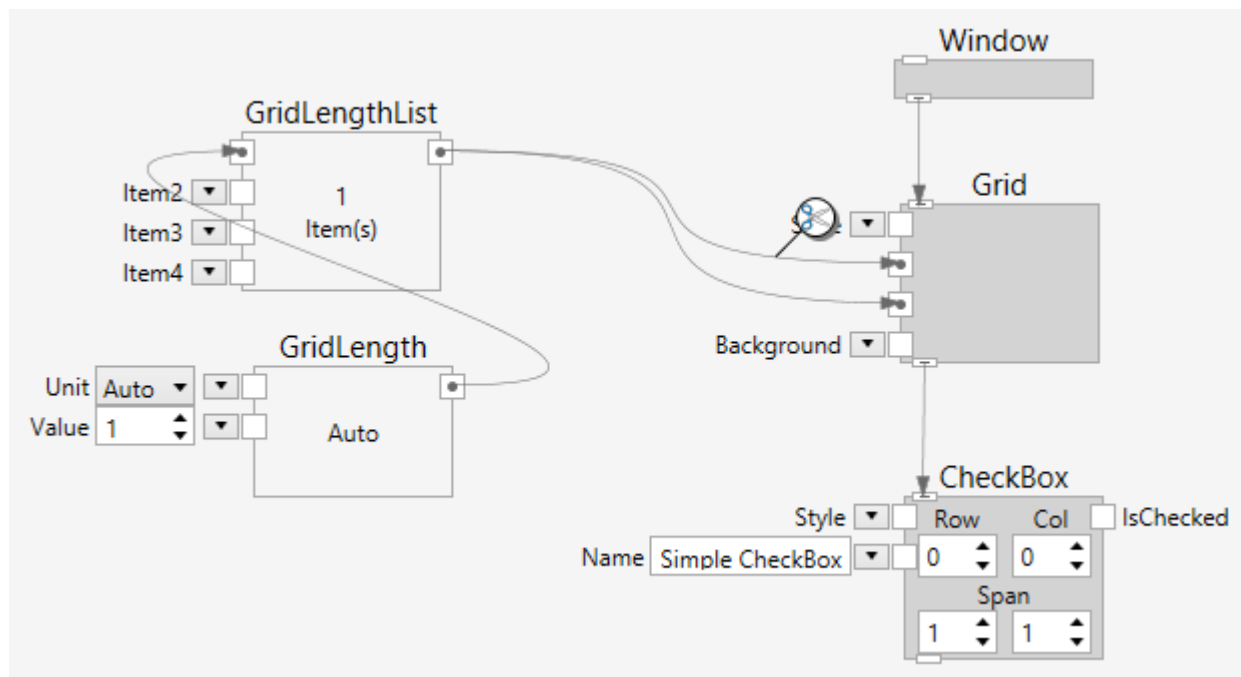 Window
GridLengthList
Item2
Item3
Item4
1
Item(s)
Grid
Background
GridLength
Unit Auto
Value 1
Auto
CheckBox
Style
Row Col
IsChecked
Name Simple CheckBox
0 0
Span
1 1